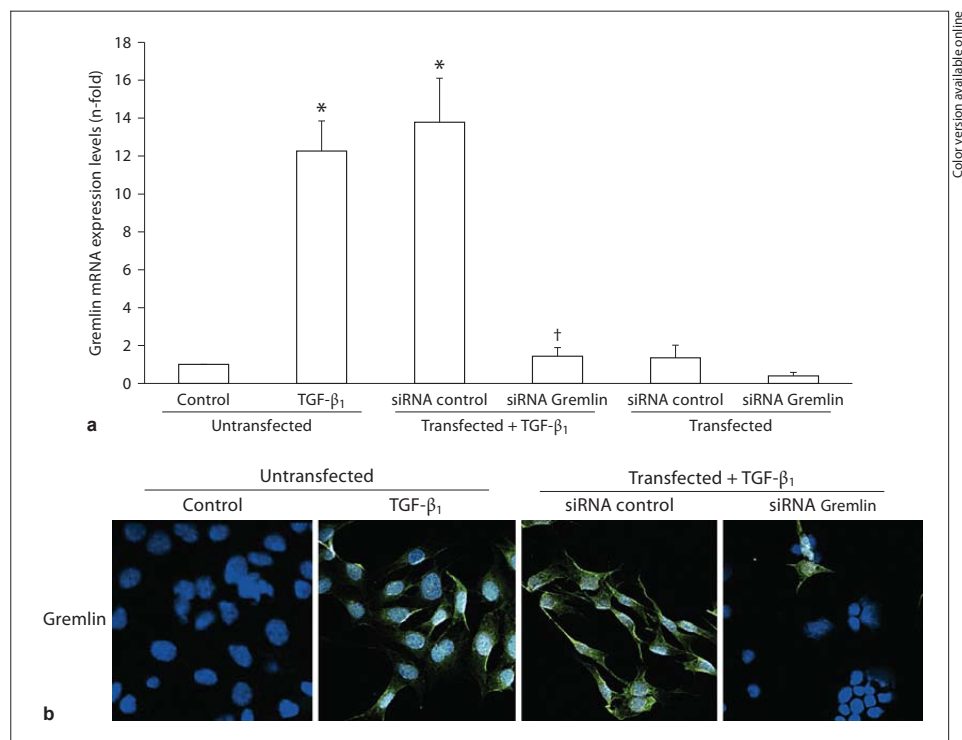 Color version available online
18
16
14
12
10
8
6
4
2
0
Gremlin mRNA expression levels (n-fold)
*
*
†
Control
TGF-β₁
siRNA control
siRNA Gremlin
siRNA control
siRNA Gremlin
Untransfected
Transfected + TGF-β₁
Transfected
a
Untransfected
Transfected + TGF-β₁
Control
TGF-β₁
siRNA control
siRNA Gremlin
Gremlin
b